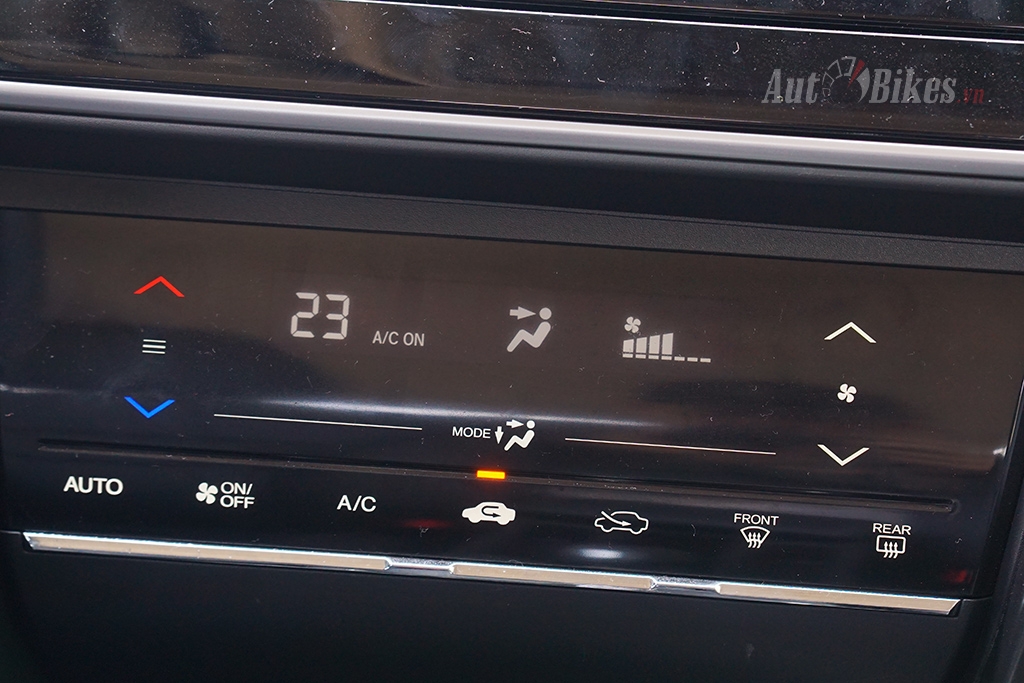 AutoBikes.vn
23
A/C ON
MODE
AUTO
ON/
OFF
A/C
FRONT
REAR